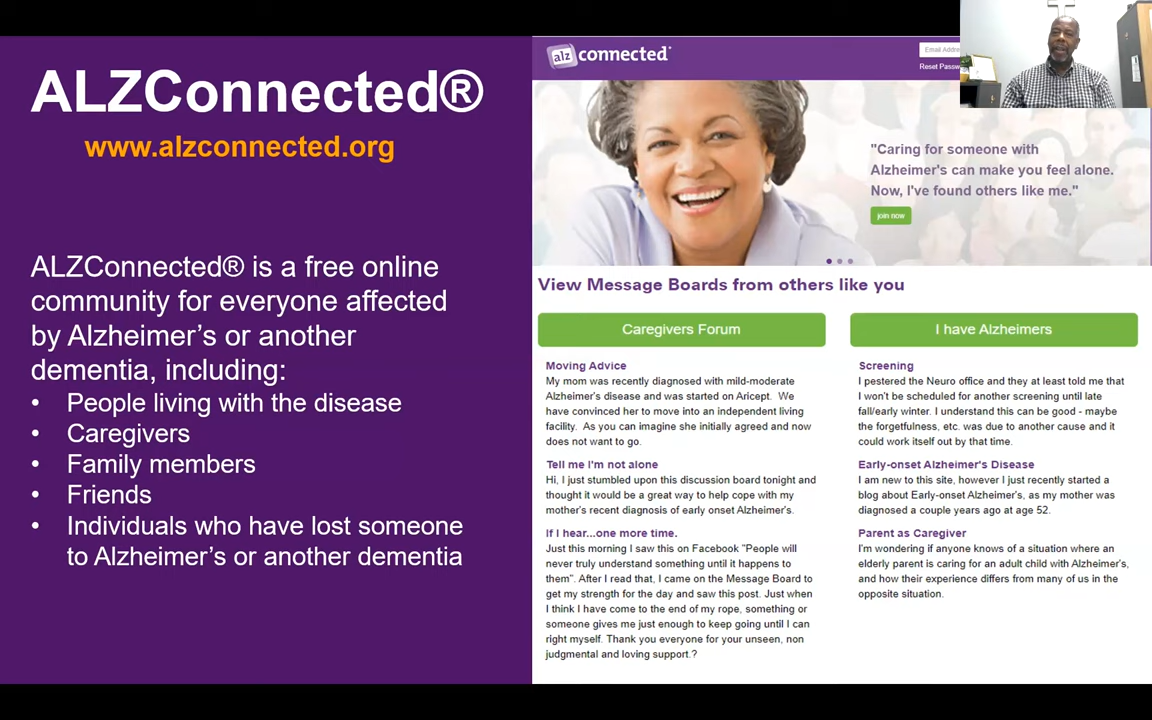 ALZConnected®
www.alzconnected.org
ALZConnected® is a free online
community for everyone affected
by Alzheimer’s or another
dementia, including:
• People living with the disease
• Caregivers
• Family members
• Friends
• Individuals who have lost someone
to Alzheimer’s or another dementia
alz connected®
Email
Reset
"Caring for someone with
Alzheimer's can make you feel alone.
Now, I've found others like me."
join now
View Message Boards from others like you
Caregivers Forum
Moving Advice
My mom was recently diagnosed with mild-moderate
Alzheimer's disease and was started on Aricept. We
have convinced her to move into an independent living
facility. As you can imagine she initially agreed and now
does not want to go.
Tell me I'm not alone
Hi, I just stumbled upon this discussion board tonight and
thought it would be a great way to help cope with my
mother's recent diagnosis of early onset Alzheimer's.
If I hear...one more time.
Just this morning I saw this on Facebook "People will
never truly understand something until it happens to
them". After I read that, I came on the Message Board to
get my strength for the day and saw this post. Just when
I think I have come to the end of my rope, something or
someone gives me just enough to keep going until I can
right myself. Thank you everyone for your unseen, non
judgmental and loving support.?
I have Alzheimers
Screening
I pestered the Neuro office and they at least told me that
I won't be scheduled for another screening until late
fall/early winter. I understand this can be good - maybe
the forgetfulness, etc. was due to another cause and it
could work itself out by that time.
Early-onset Alzheimer's Disease
I am new to this site, however I just recently started a
blog about Early-onset Alzheimer's, as my mother was
diagnosed a couple years ago at age 52.
Parent as Caregiver
I'm wondering if anyone knows of a situation where an
elderly parent is caring for an adult child with Alzheimer's,
and how their experience differs from many of us in the
opposite situation.